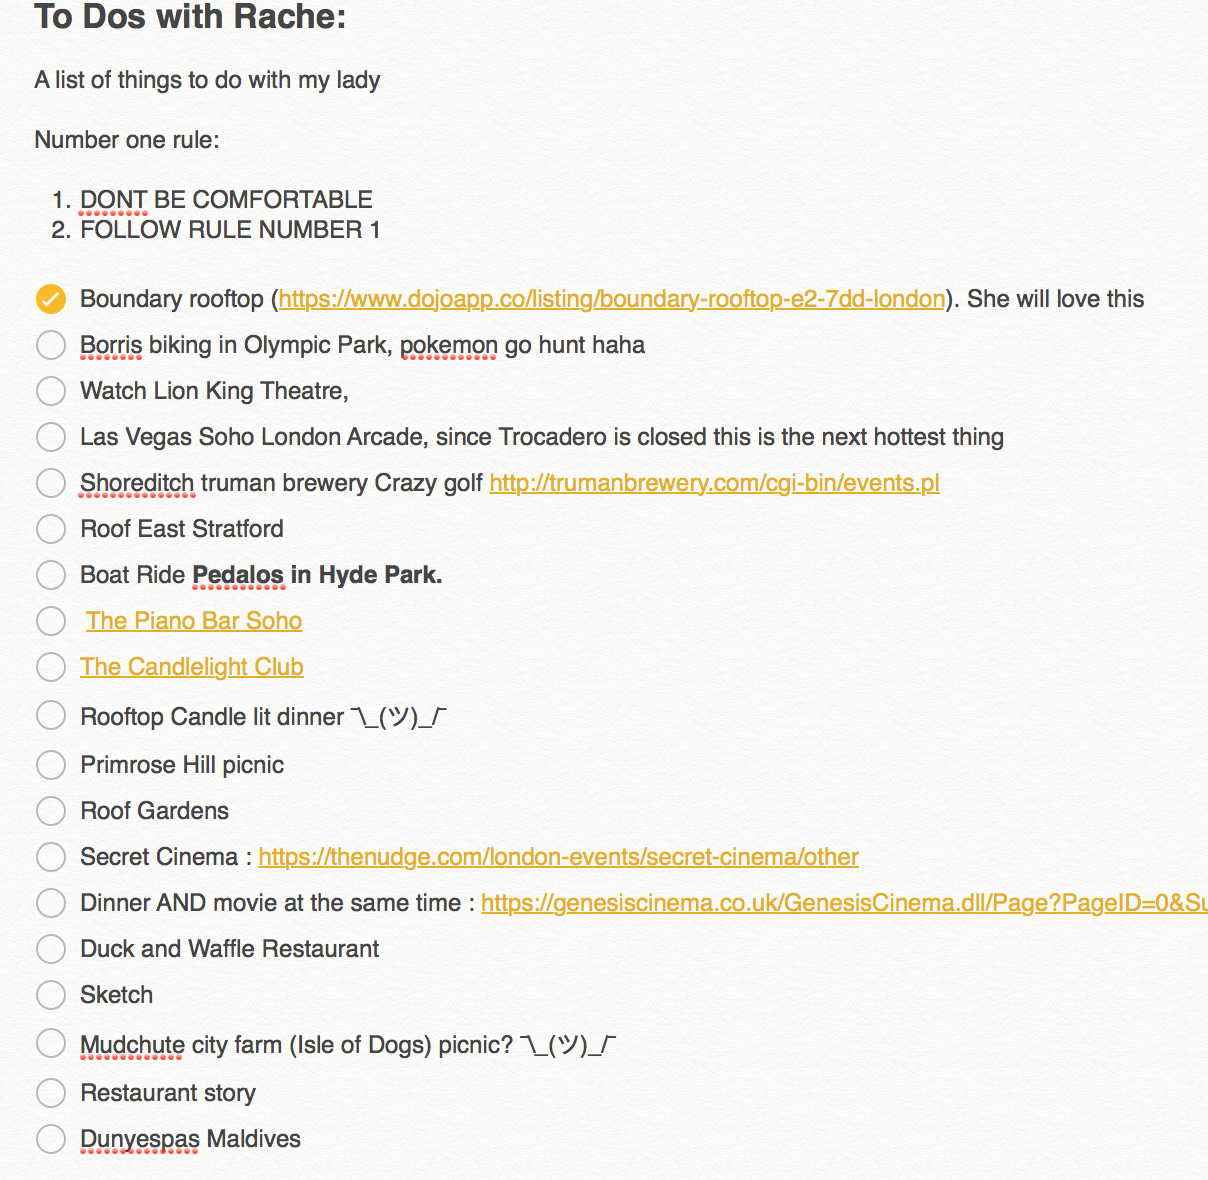 To Dos with Rache:
A list of things to do with my lady
Number one rule:
1. DONT BE COMFORTABLE
2. FOLLOW RULE NUMBER 1
Boundary rooftop (https://www.dojoapp.co/listing/boundary-rooftop-e2-7dd-london). She will love this
Borris biking in Olympic Park, pokemon go hunt haha
Watch Lion King Theatre,
Las Vegas Soho London Arcade, since Trocadero is closed this is the next hottest thing
Shoreditch truman brewery Crazy golf http://trumanbrewery.com/cgi-bin/events.pl
Roof East Stratford
Boat Ride Pedalos in Hyde Park.
The Piano Bar Soho
The Candlelight Club
Rooftop Candle lit dinner ¯\_(ツ)_/¯
Primrose Hill picnic
Roof Gardens
Secret Cinema : https://thenudge.com/london-events/secret-cinema/other
Dinner AND movie at the same time : https://genesiscinema.co.uk/GenesisCinema.dll/Page?PageID=0&Su
Duck and Waffle Restaurant
Sketch
Mudchute city farm (Isle of Dogs) picnic? ¯\_(ツ)_/¯
Restaurant story
Dunyespas Maldives